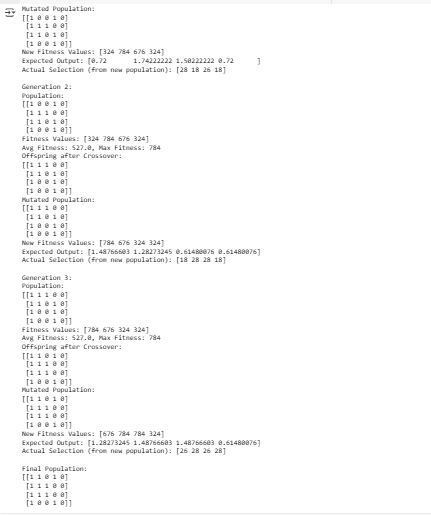 Mutated Population:
[[1 0 0 1 0]
[1 1 1 0 0]
[1 1 0 1 0]
[1 0 0 1 0]]
New Fitness Values: [324 784 676 324]
Expected Output: [0.72 1.74222222 1.50222222 0.72 ]
Actual Selection (from new population): [28 18 26 18]
Generation 2:
Population:
[[1 0 0 1 0]
[1 1 1 0 0]
[1 1 0 1 0]
[1 0 0 1 0]]
Fitness Values: [324 784 676 324]
Avg Fitness: 527.0, Max Fitness: 784
Offspring after Crossover:
[[1 1 1 0 0]
[1 1 0 1 0]
[1 0 0 1 0]
[1 0 0 1 0]]
Mutated Population:
[[1 1 1 0 0]
[1 1 0 1 0]
[1 0 0 1 0]
[1 0 0 1 0]]
New Fitness Values: [784 676 324 324]
Expected Output: [1.48766603 1.28273245 0.61480076 0.61480076]
Actual Selection (from new population): [18 28 28 18]
Generation 3:
Population:
[[1 1 1 0 0]
[1 1 0 1 0]
[1 0 0 1 0]
[1 0 0 1 0]]
Fitness Values: [784 676 324 324]
Avg Fitness: 527.0, Max Fitness: 784
Offspring after Crossover:
[[1 1 0 1 0]
[1 1 1 0 0]
[1 1 1 0 0]
[1 0 0 1 0]]
Mutated Population:
[[1 1 0 1 0]
[1 1 1 0 0]
[1 1 1 0 0]
[1 0 0 1 0]]
New Fitness Values: [676 784 784 324]
Expected Output: [1.28273245 1.48766603 1.48766603 0.61480076]
Actual Selection (from new population): [26 28 26 28]
Final Population:
[[1 1 0 1 0]
[1 1 1 0 0]
[1 1 1 0 0]
[1 0 0 1 0]]